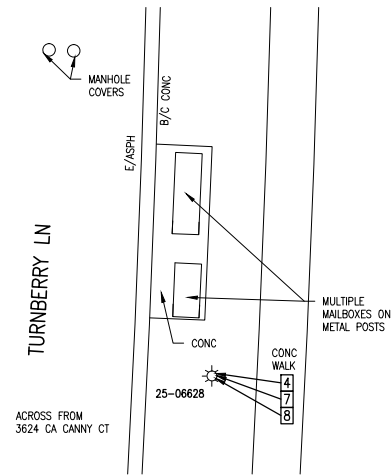 MANHOLE
COVERS
B/C CONC
E/ASPH
TURNBERRY LN
MULTIPLE
MAILBOXES ON
METAL POSTS
CONC
CONC
WALK
4
7
8
25-06628
ACROSS FROM
3624 CA CANNY CT